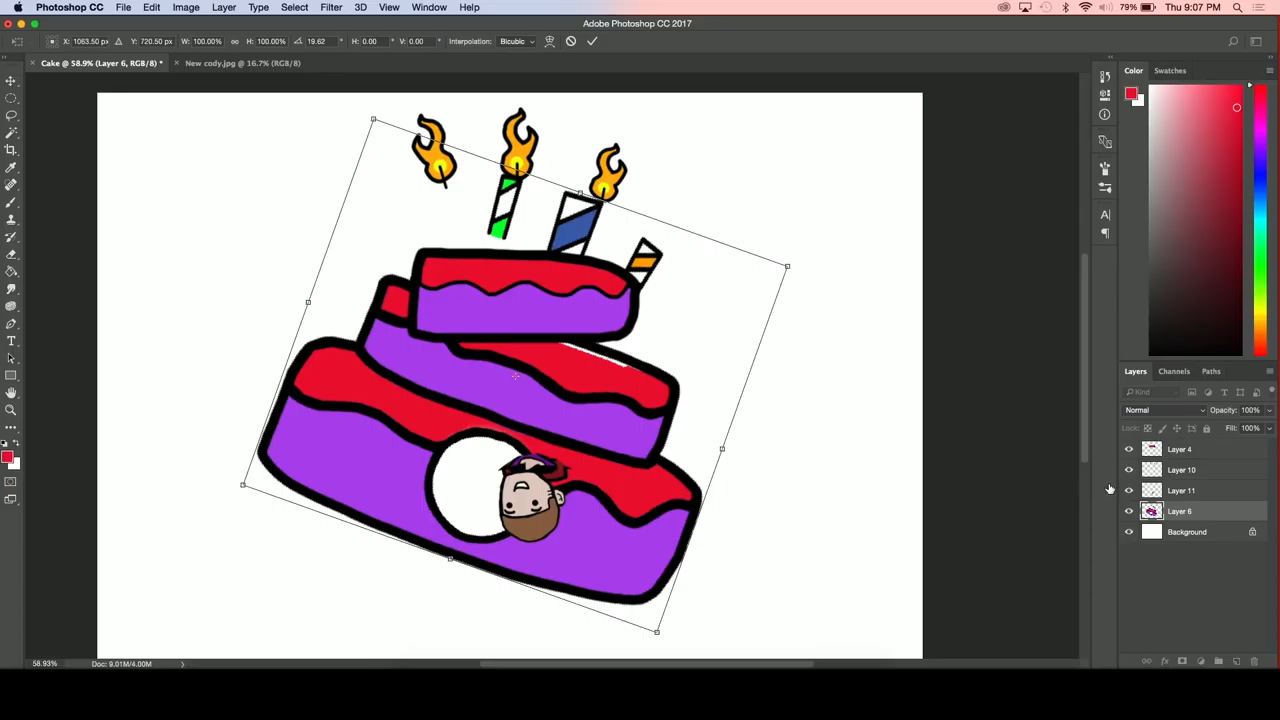 Photoshop CC File Edit Image Layer Type Select Filter 3D View Window Help 79% Thu 9:07 PM
Adobe Photoshop CC 2017
X: 1063.50 px Y: 720.50 px W: 100.00% H: 100.00% 19.62 ° H: 0.00 ° V: 0.00 ° Interpolation: Bicubic
Cake @ 58.9% (Layer 6, RGB/8) * New cody.jpg @ 16.7% (RGB/8)
Color Swatches
Layers Channels Paths
Kind
Normal Opacity: 100%
Lock: Fill: 100%
Layer 4
Layer 10
Layer 11
Layer 6
Background
58.93% Doc: 9.01M/4.00M